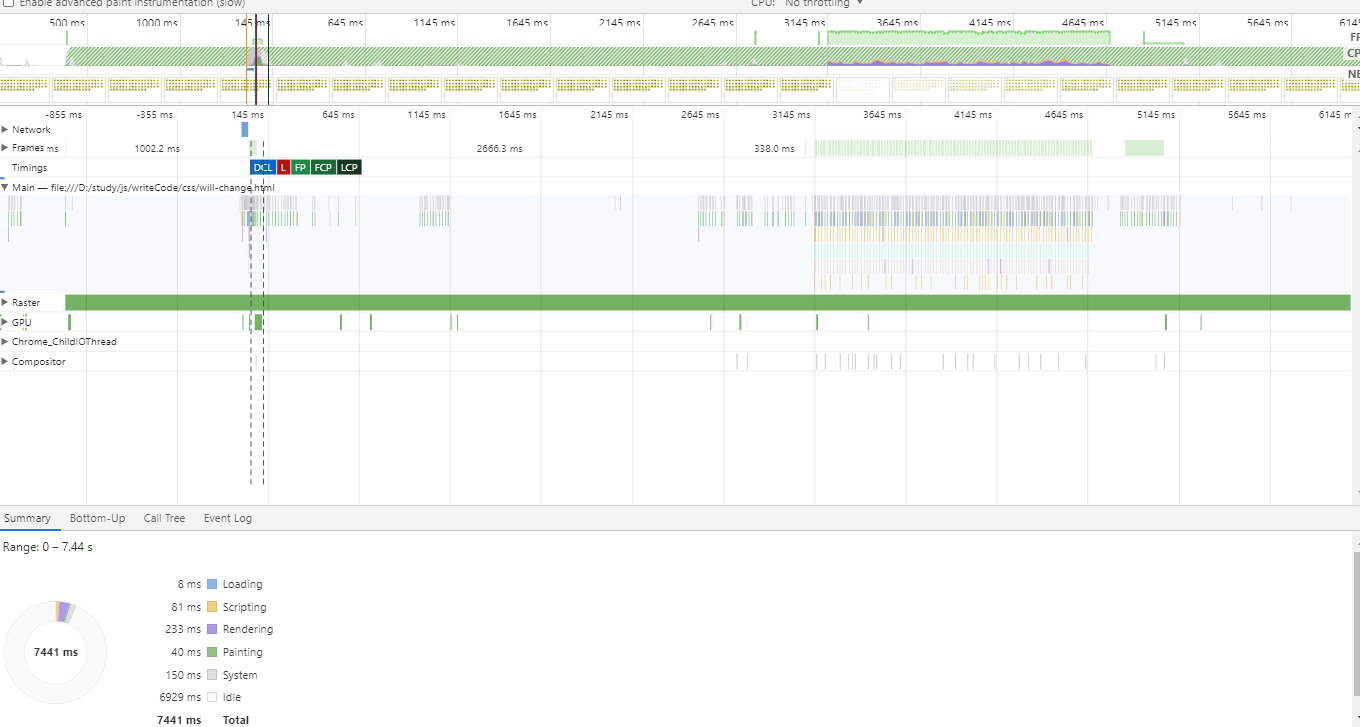 Enable advanced paint instrumentation (slow) CPU: No throttling
500 ms 1000 ms 145 ms 645 ms 1145 ms 1645 ms 2145 ms 2645 ms 3145 ms 3645 ms 4145 ms 4645 ms 5145 ms 5645 ms
CP
-855 ms -355 ms 145 ms 645 ms 1145 ms 1645 ms 2145 ms 2645 ms 3145 ms 3645 ms 4145 ms 4645 ms 5145 ms 5645 ms 6145 m
Network
Frames ms 1002.2 ms 2666.3 ms 338.0 ms
Timings DCL L FP FCP LCP
Main — file:///D:/study/js/writeCode/css/will-change.html
Raster
GPU
Chrome_ChildIOThread
Compositor
Summary Bottom-Up Call Tree Event Log
Range: 0 – 7.44 s
8 ms Loading
81 ms Scripting
233 ms Rendering
7441 ms 40 ms Painting
150 ms System
6929 ms Idle
7441 ms Total